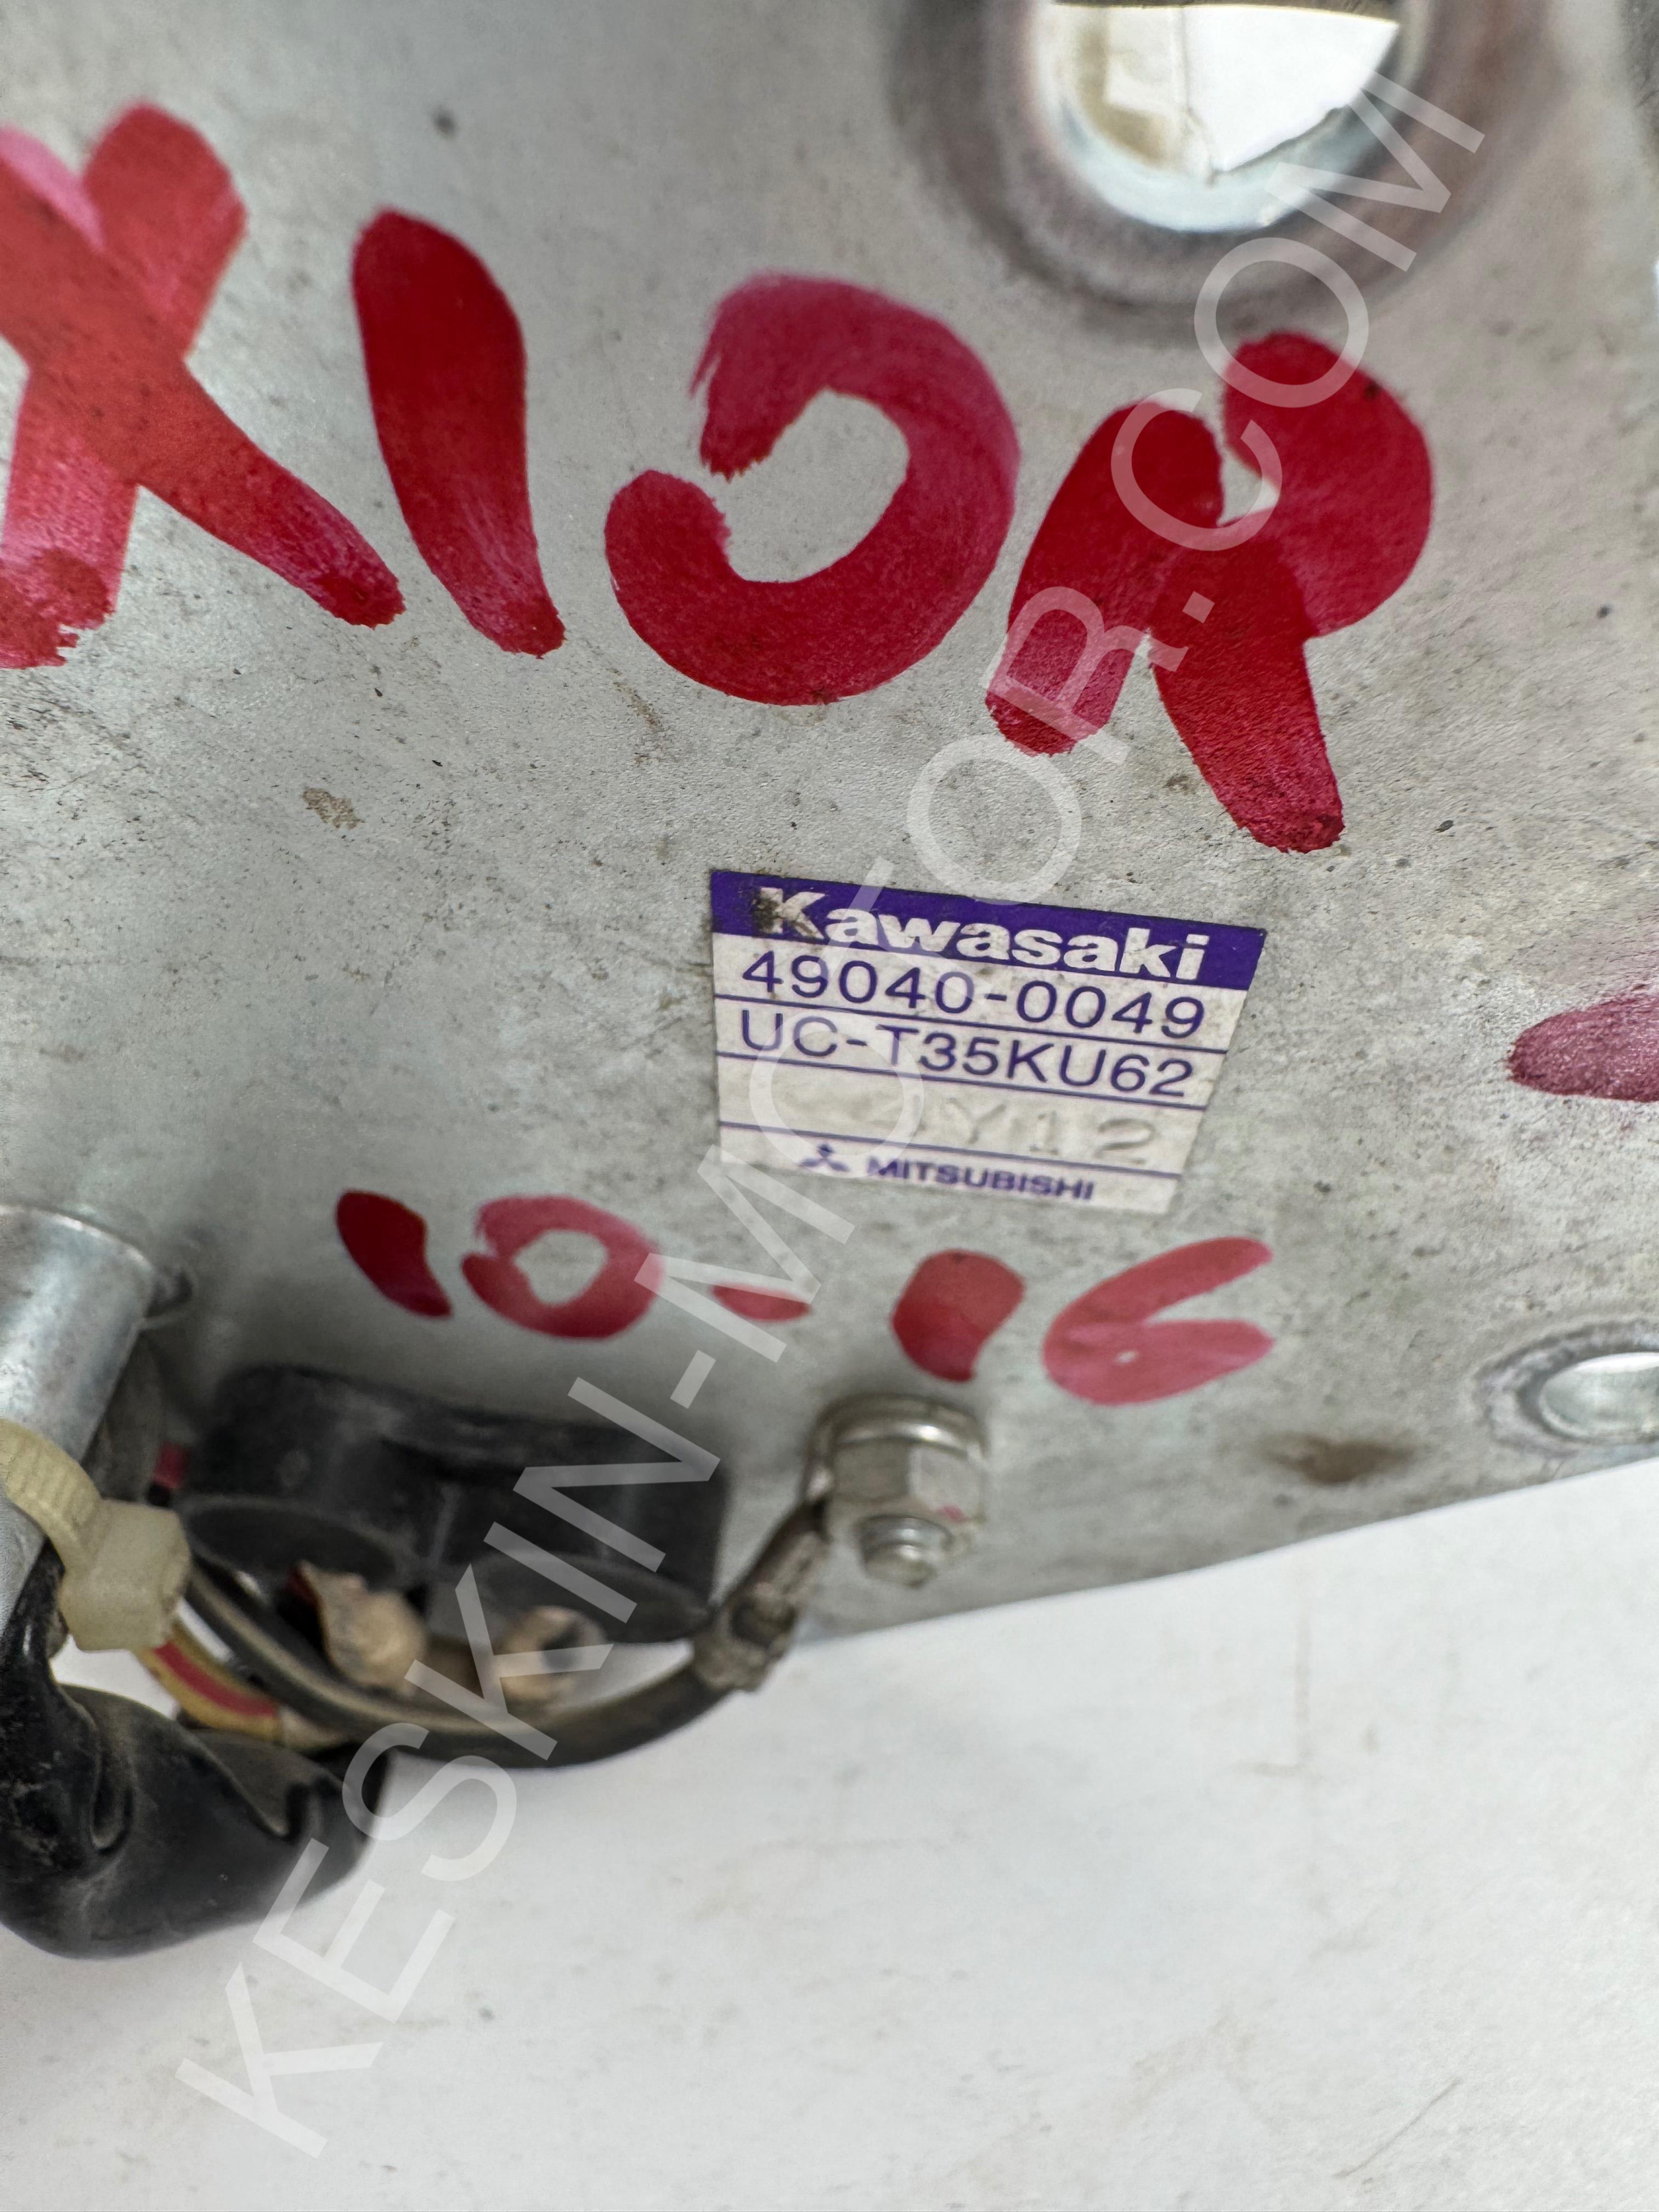 X10R
Kawasaki
49040-0049
UC-T35KU62
Y12
MITSUBISHI
10-16
KESKIN-MOTOR.COM